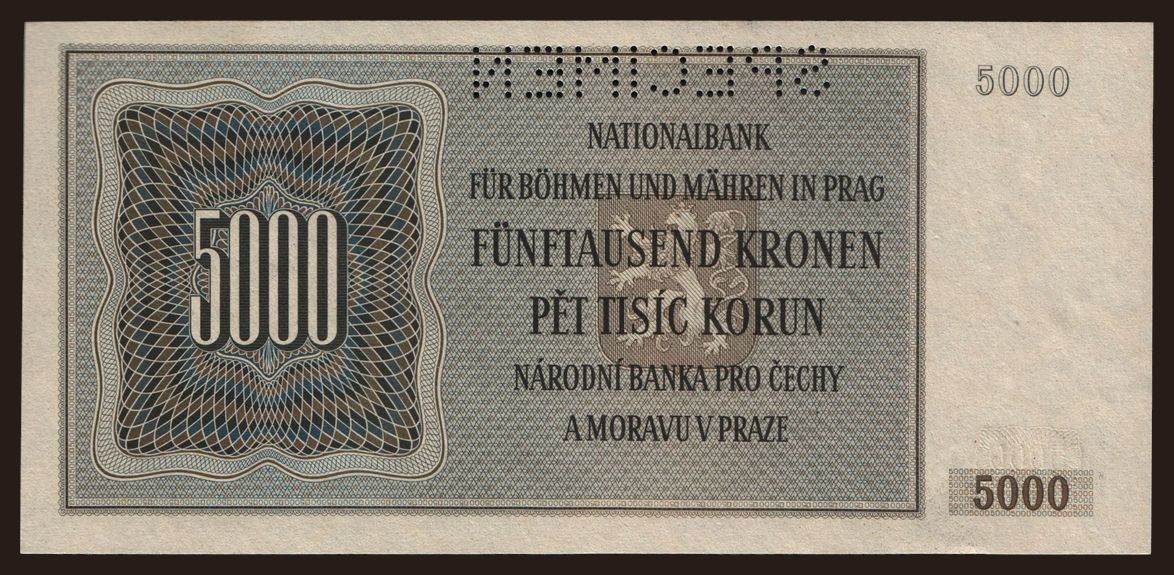 SPECIMEN
5000
NATIONALBANK
FÜR BÖHMEN UND MÄHREN IN PRAG
FÜNFTAUSEND KRONEN
5000
PĚT TISÍC KORUN
NÁRODNÍ BANKA PRO ČECHY
A MORAVU V PRAZE
5000